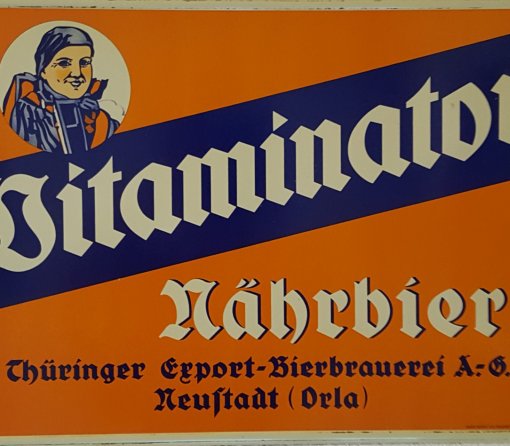 Vitaminator
Nährbier
Thüringer Export-Bierbrauerei A.-G.
Neuſtadt (Orla)